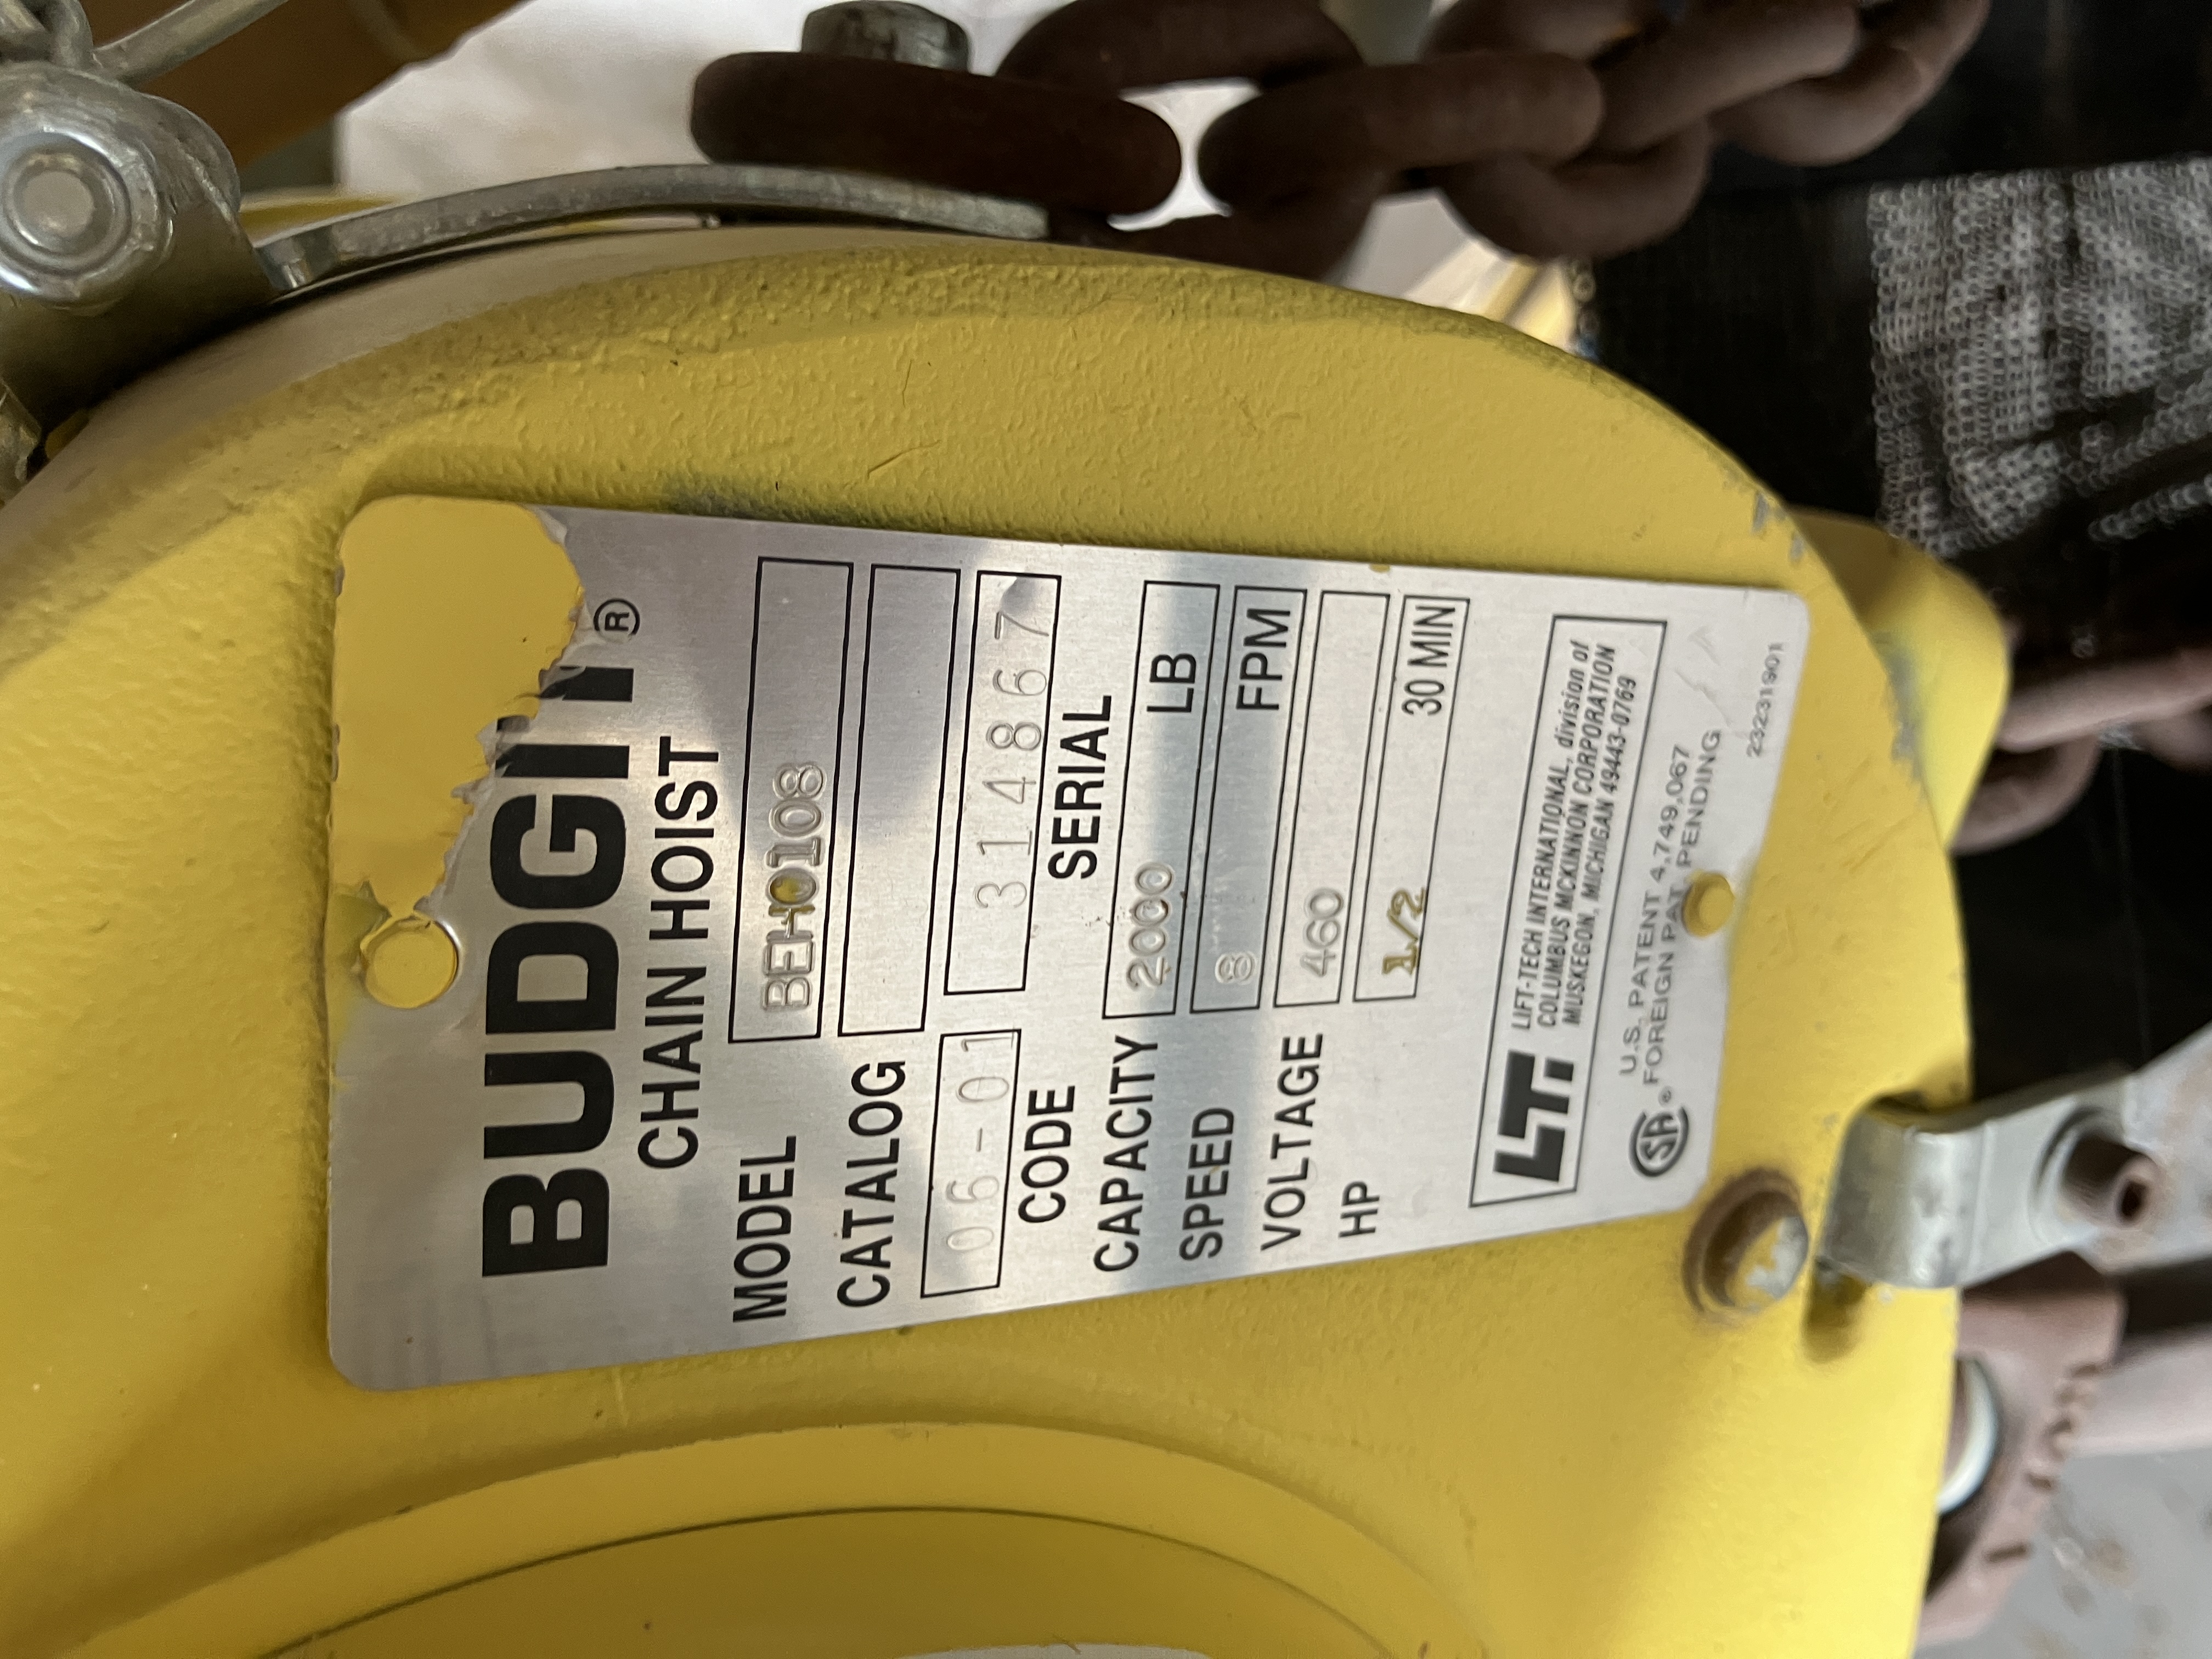 BUDGIT®
CHAIN HOIST
MODEL BEH0108
CATALOG
06-01 314867
CODE SERIAL
CAPACITY 2000 LB
SPEED 8 FPM
VOLTAGE 460
HP 1/2 30 MIN
LTI LIFT-TECH INTERNATIONAL, division of
COLUMBUS MCKINNON CORPORATION
MUSKEGON, MICHIGAN 49443-0769
U.S. PATENT 4,749,067
SA® FOREIGN PAT. PENDING
23231901